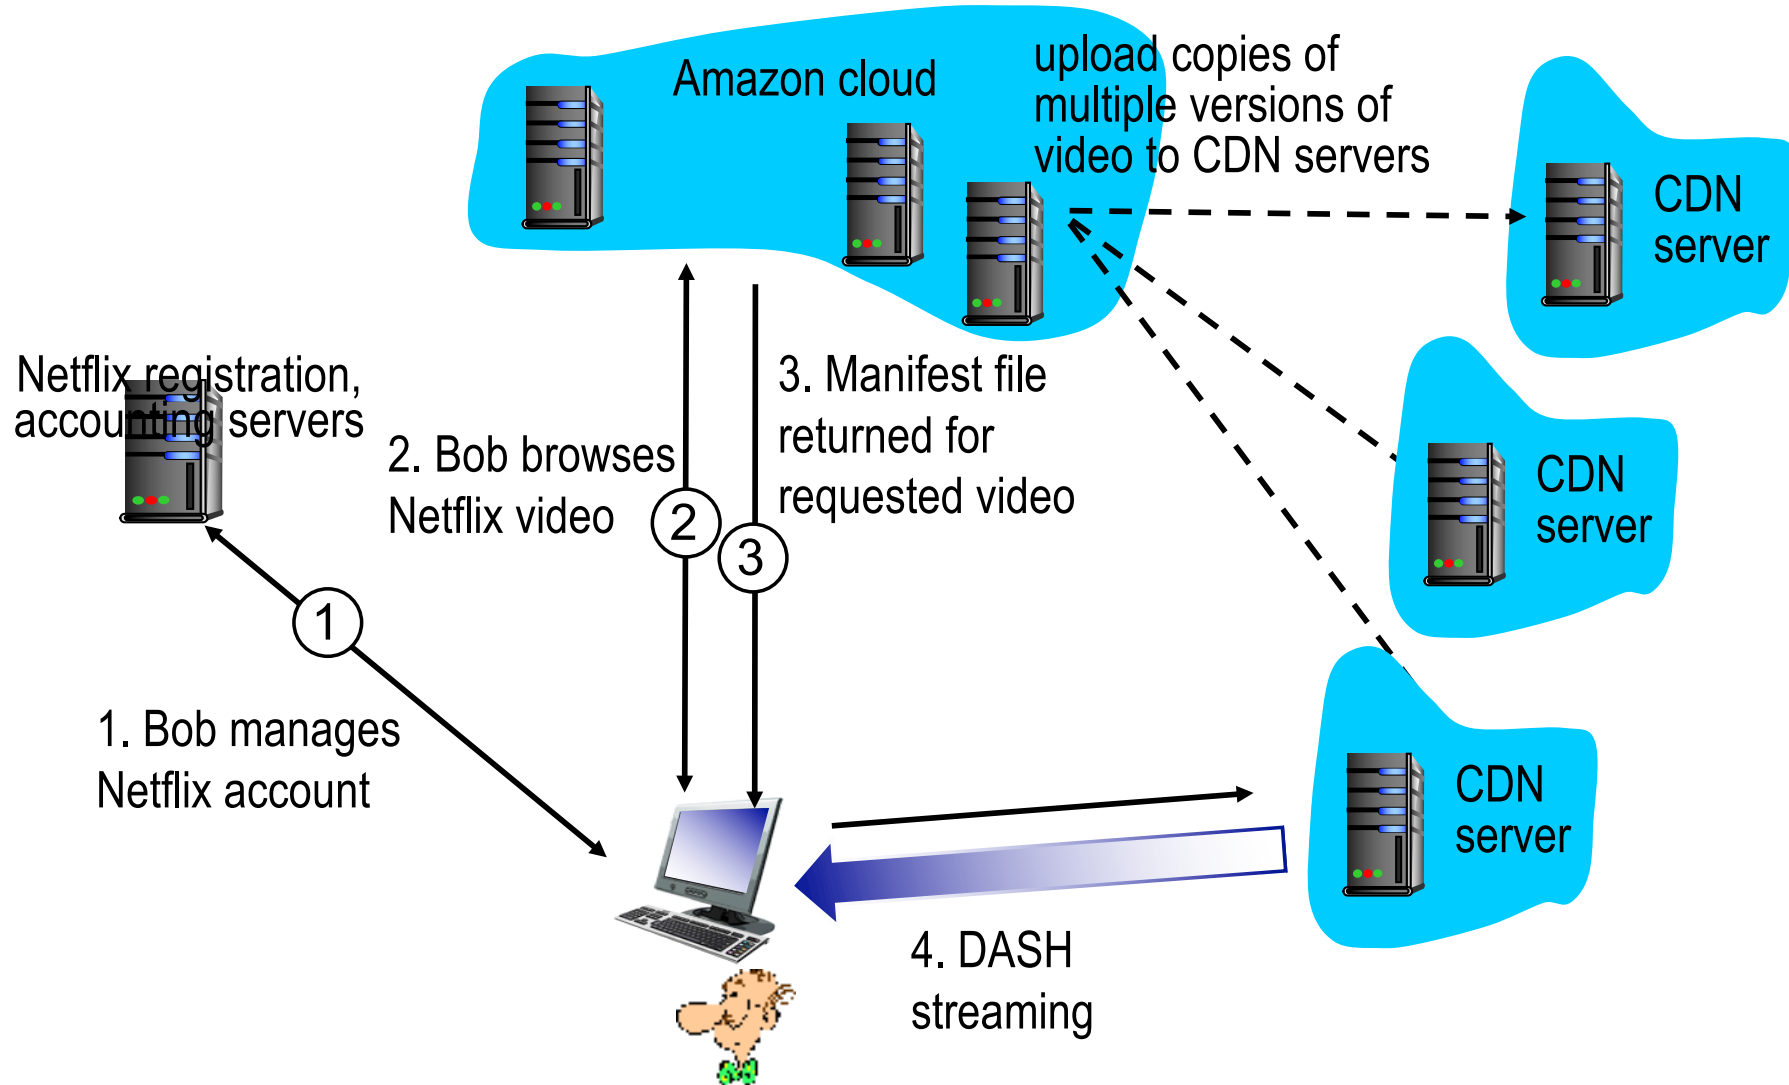 Amazon cloud
upload copies of
multiple versions of
video to CDN servers
CDN
server
Netflix registration,
accounting servers
3. Manifest file
returned for
requested video
2. Bob browses
Netflix video
CDN
server
2
3
1
1. Bob manages
Netflix account
CDN
server
4. DASH
streaming